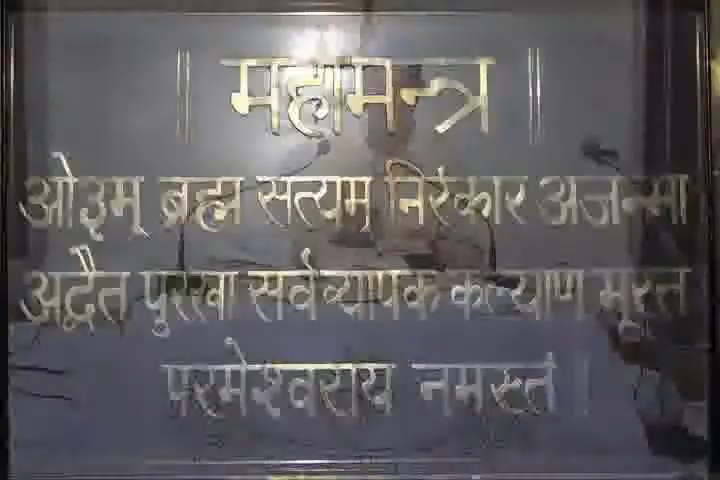 महामन्त्र
ओ३म् ब्रह्म सत्यम् निरंकार अजन्मा
अद्वैत पुरखा सर्वव्यापक कल्याण मूरत
परमेश्वराय नमस्तं।